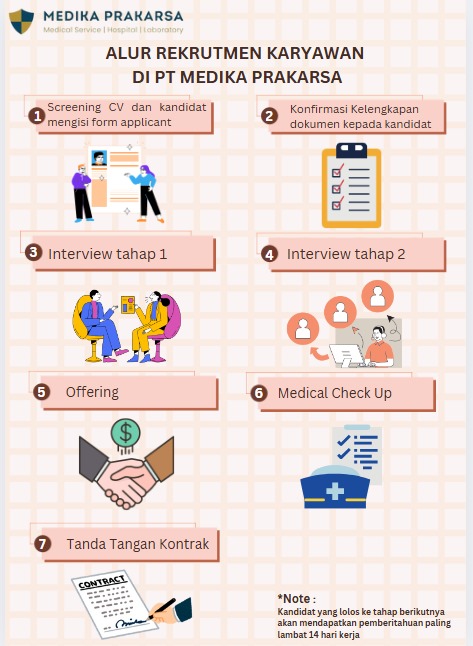 MEDIKA PRAKARSA
Medical Service | Hospital | Laboratory
ALUR REKRUTMEN KARYAWAN
DI PT MEDIKA PRAKARSA
1
Screening CV dan kandidat
mengisi form applicant
2
Konfirmasi Kelengkapan
dokumen kepada kandidat
3 Interview tahap 1
4 Interview tahap 2
5 Offering
$
6 Medical Check Up
7 Tanda Tangan Kontrak
CONTRACT
*Note :
Kandidat yang lolos ke tahap berikutnya
akan mendapatkan pemberitahuan paling
lambat 14 hari kerja